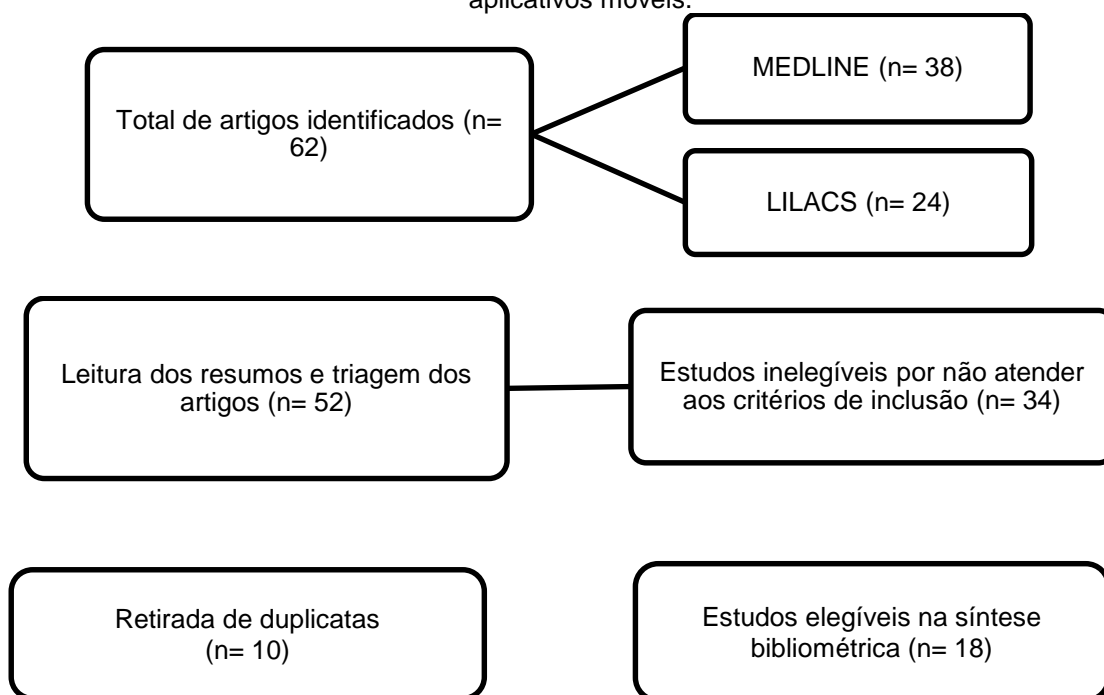 aplicativos móveis.
Total de artigos identificados (n=
62)
MEDLINE (n= 38)
LILACS (n= 24)
Leitura dos resumos e triagem dos
artigos (n= 52)
Estudos inelegíveis por não atender
aos critérios de inclusão (n= 34)
Retirada de duplicatas
(n= 10)
Estudos elegíveis na síntese
bibliométrica (n= 18)